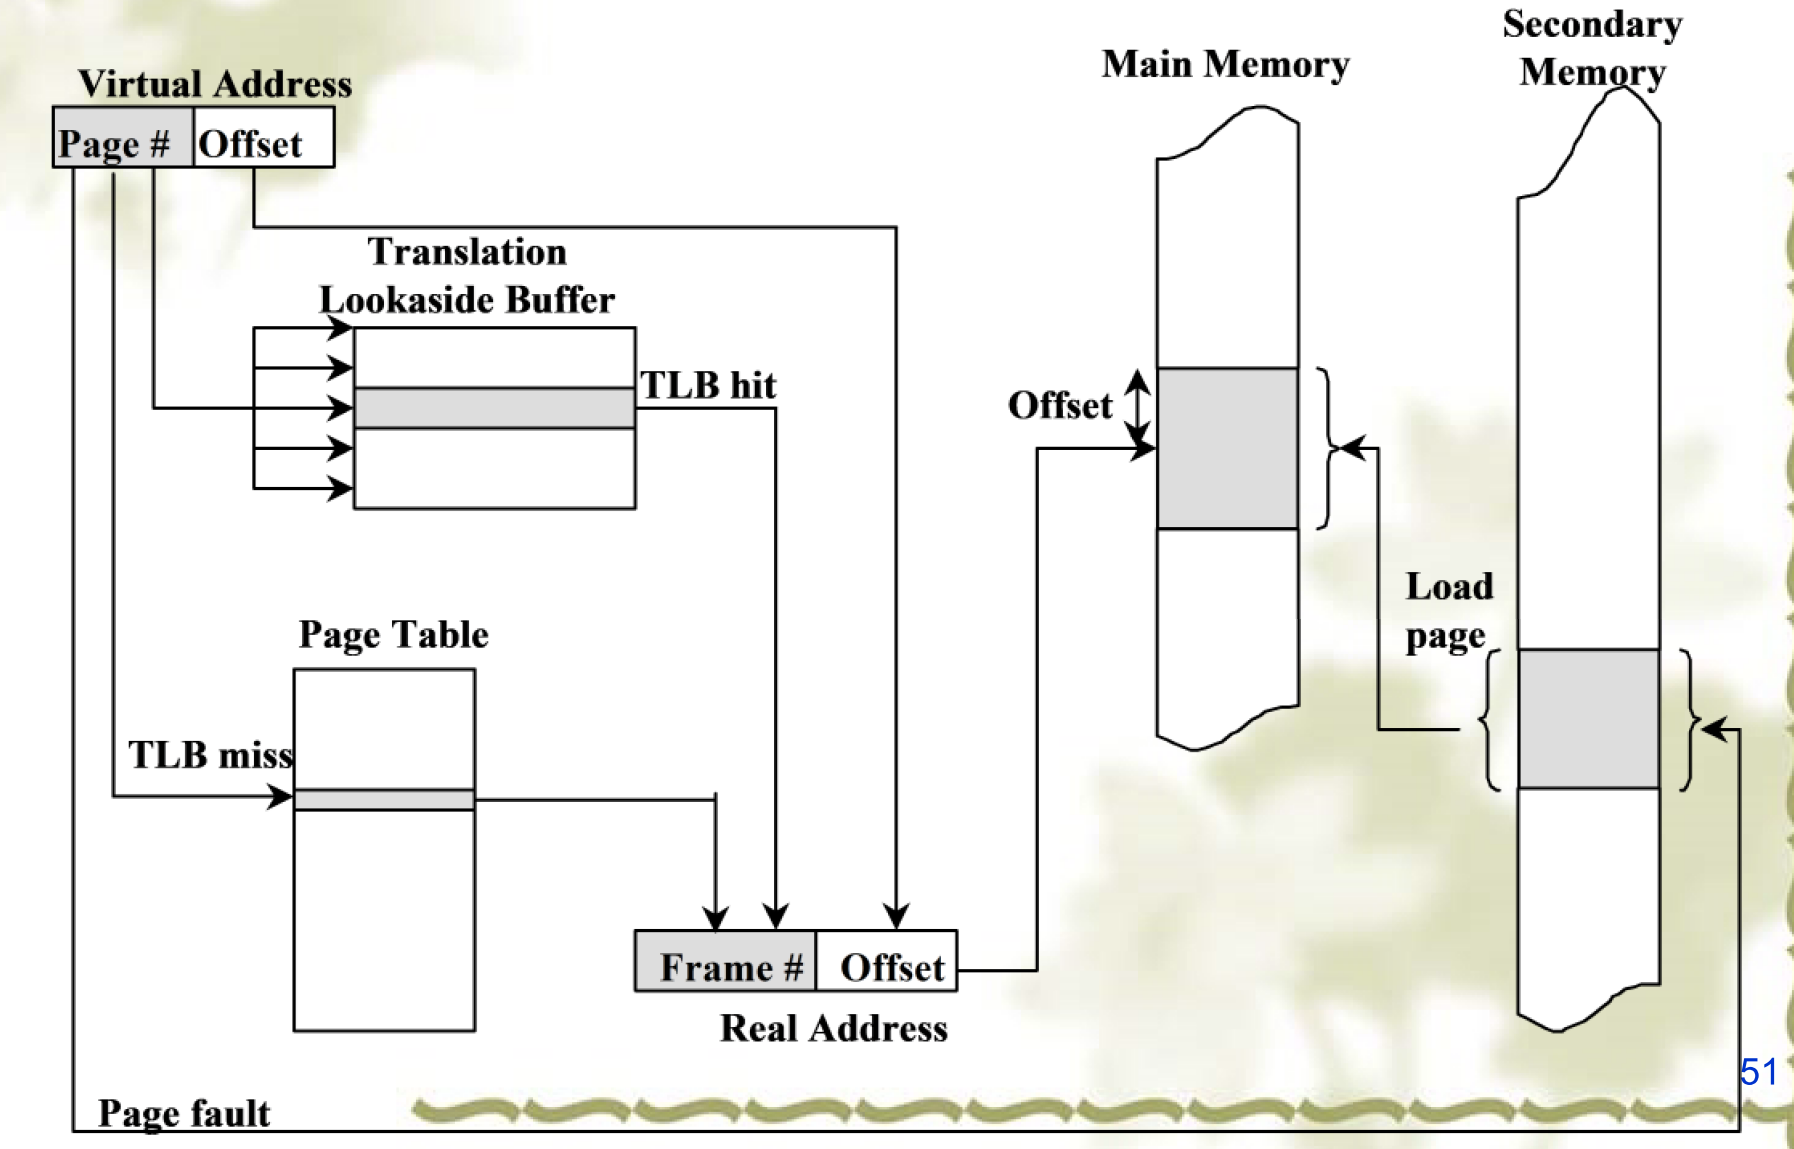 Secondary
Memory
Main Memory
Virtual Address
Page #
Offset
Translation
Lookaside Buffer
TLB hit
Offset
Load
page
Page Table
TLB miss
Frame #
Offset
Real Address
51
Page fault